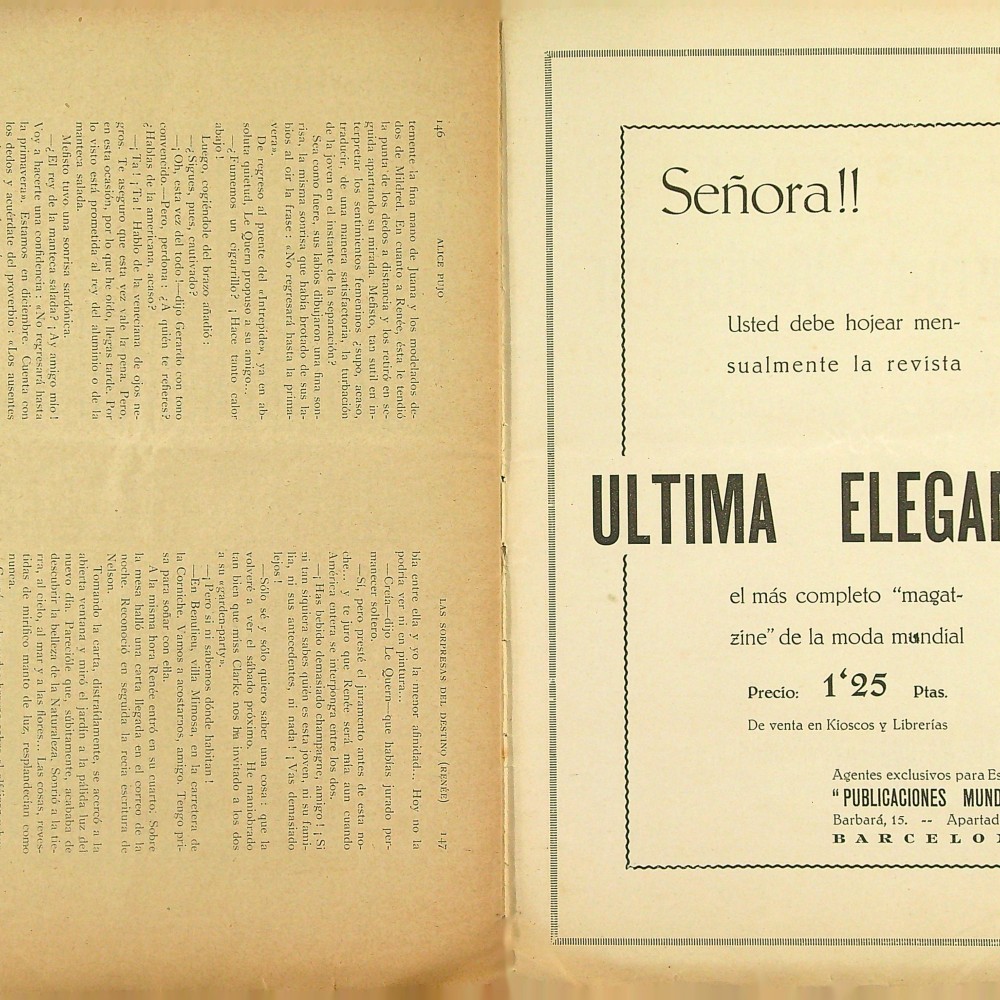 146 ALICE PUJO
temente la fina mano de Juana y los modelados de-
dos de Mildred. En cuanto a Renée, ésta le tendió
la punta de los dedos a distancia y los retiró en se-
guida apartando su mirada. Mefisto, tan sutil en in-
terpretar los sentimientos femeninos ¿supo, acaso,
traducir, de una manera satisfactoria, la turbación
de la joven en el instante de la separación?
Sea como fuere, sus labios dibujaron una fina son-
risa, la misma sonrisa que había brotado de sus la-
bios al oir la frase: «No regresará hasta la prima-
vera».
De regreso al puente del «Intrepide», ya en ab-
soluta quietud, Le Quern propuso a su amigo...
—¿Fumemos un cigarrillo? ¡Hace tanto calor
abajo!
Luego, cogiéndole del brazo añadió:
—¿Sigues, pues, cautivado?
—¡Oh, esta vez del todo!—dijo Gerardo con tono
convencido.—Pero, perdona: ¿A quién te refieres?
¿Hablas de la americana, acaso?
—¡Ta! ¡Ta! Hablo de la veneciana de ojos ne-
gros. Te aseguro que esta vez vale la pena. Pero,
en esta ocasión, por lo que he oído, llegas tarde. Por
lo visto está prometida al rey del aluminio o de la
manteca salada.
Mefisto tuvo una sonrisa sardónica.
—¿El rey de la manteca salada? ¡Ay amigo mío!
Voy a hacerte una confidencia: «No regresará hasta
la primavera». Estamos en diciembre. Cuenta con
los dedos y acuérdate del proverbio: «Los ausentes
LAS SORPRESAS DEL DESTINO (RENÉE) 147
bía entre ella y yo la menor afinidad... Hoy no la
podría ver ni en pintura...
—Creía—dijo Le Quern—que habías jurado per-
manecer soltero.
—Sí, pero presté el juramento antes de esta no-
che... y te juro que Renée será mía aun cuando
América entera se interponga entre los dos.
—¡Has bebido demasiado champagne, amigo! ¡Si
ni tan siquiera sabes quién es esta joven, ni su fami-
lia, ni sus antecedentes, ni nada! ¡Vas demasiado
lejos!
—Sólo sé y sólo quiero saber una cosa: que la
volveré a ver el sábado próximo. He maniobrado
tan bien que miss Clarke nos ha invitado a los dos
a su «garden-party».
—¡Pero si ni sabemos dónde habitan!
—En Beaulieu, villa Mimosa, en la carretera de
la Corniche. Vamos a acostarnos, amigo. Tengo pri-
sa para soñar con ella.
A la misma hora Renée entró en su cuarto. Sobre
la mesa halló una carta llegada en el correo de la
noche. Reconoció en seguida la recia escritura de
Nelson.
Tomando la carta, distraídamente, se acercó a la
abierta ventana y miró el jardín a la pálida luz del
nuevo día. Parecióle que, súbitamente, acababa de
descubrir la belleza de la Naturaleza. Sonrió a la tie-
rra, al cielo, al mar y a las flores... Las cosas, reves-
tidas de mirífico manto de luz, resplandecían como
nunca.
Señora!!
Usted debe hojear men-
sualmente la revista
ULTIMA ELEGAN
el más completo "magat-
zine" de la moda mundial
Precio: 1'25 Ptas.
De venta en Kioscos y Librerías
Agentes exclusivos para Es
"PUBLICACIONES MUND
Barbará, 15. -- Apartad
BARCELO